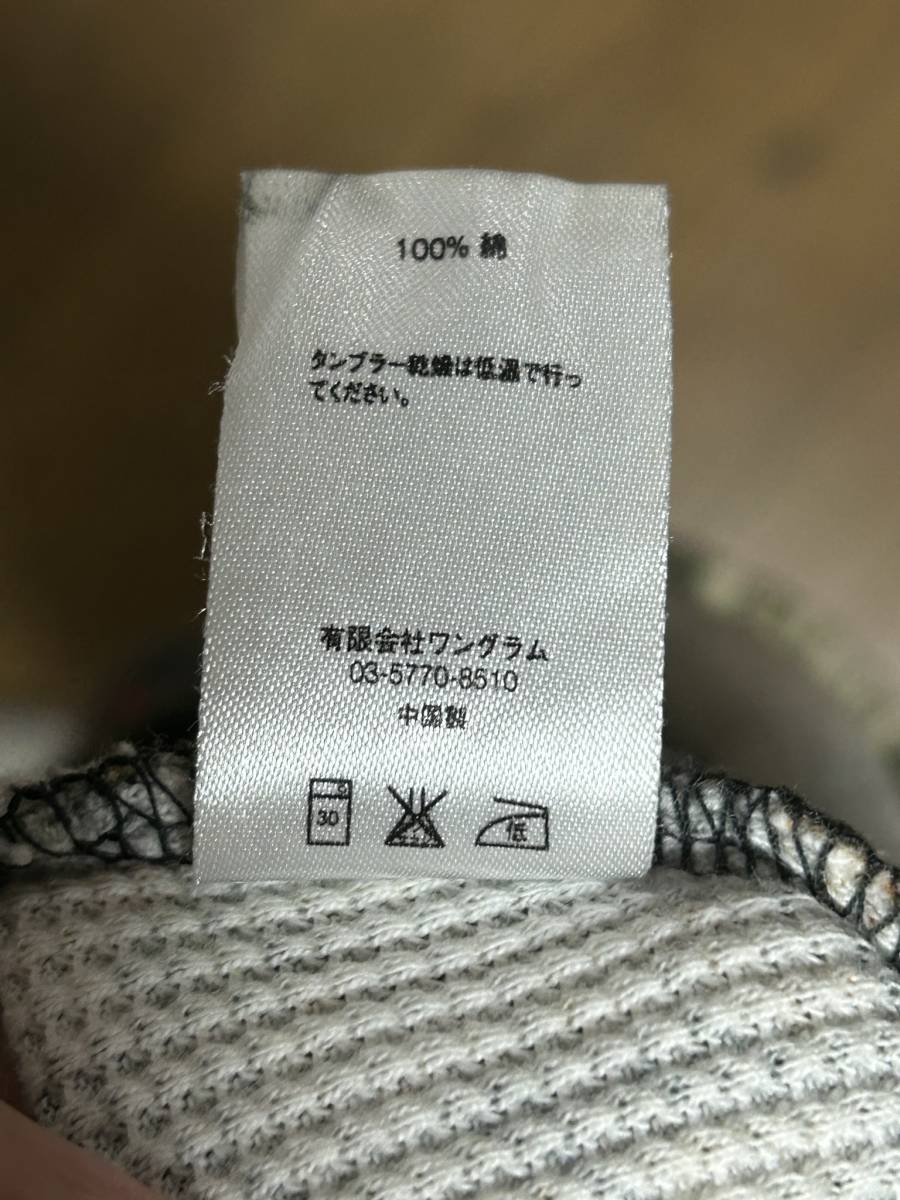 100% 綿
タンブラー乾燥は低温で行っ
てください。
有限会社ワングラム
03-5770-8510
中国製
30
低